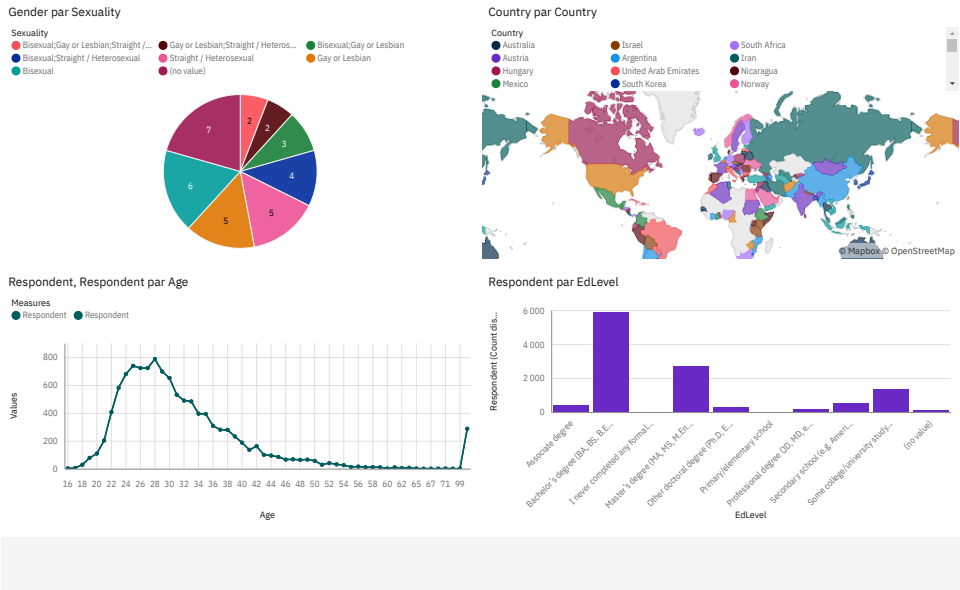 Gender par Sexuality
Sexuality
Bisexual;Gay or Lesbian;Straight /...
Gay or Lesbian;Straight / Heteros...
Bisexual;Gay or Lesbian
Bisexual;Straight / Heterosexual
Straight / Heterosexual
Gay or Lesbian
Bisexual
(no value)
2
2
3
4
5
5
6
7
Country par Country
Country
Australia
Israel
South Africa
Austria
Argentina
Iran
Hungary
United Arab Emirates
Nicaragua
Mexico
South Korea
Norway
© Mapbox © OpenStreetMap
Respondent, Respondent par Age
Measures
Respondent
Respondent
Values
800
600
400
200
0
16 18 20 22 24 26 28 30 32 34 36 38 40 42 44 46 48 50 52 54 56 58 60 62 65 67 71 99
Age
Respondent par EdLevel
Respondent (Count dis...
6 000
4 000
2 000
0
Associate degree
Bachelor's degree (BA, BS, B.E...
I never completed any formal...
Master's degree (MA, MS, M.En...
Other doctoral degree (Ph.D, E...
Primary/elementary school
Professional degree (JD, MD, e...
Secondary school (e.g. Ameri...
Some college/university study...
(no value)
EdLevel